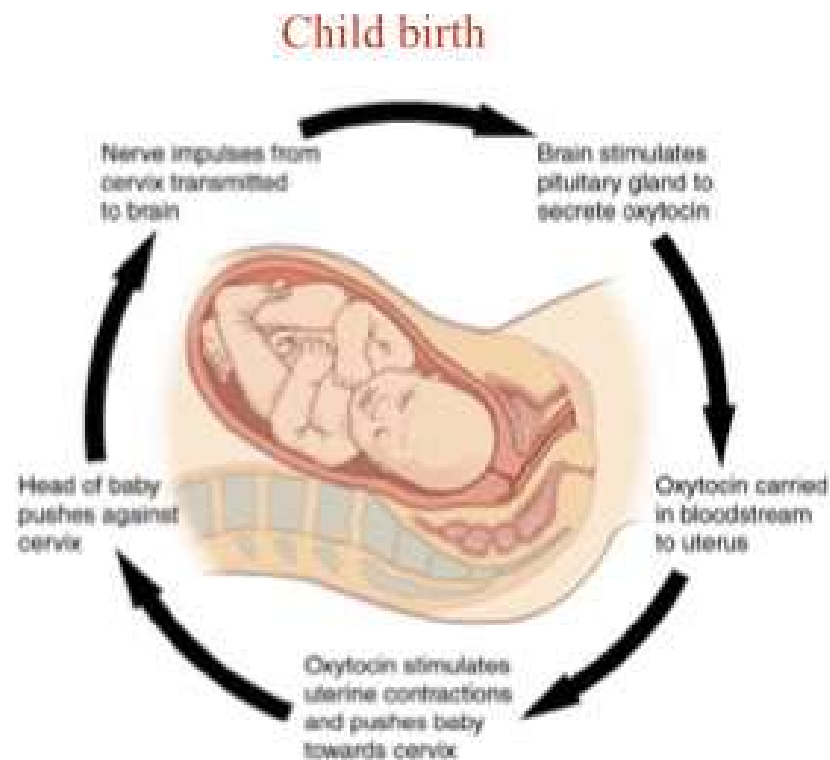 Child birth
Nerve impulses from
cervix transmitted
to brain
Brain stimulates
pituitary gland to
secrete oxytocin
Oxytocin carried
in bloodstream
to uterus
Oxytocin stimulates
uterine contractions
and pushes baby
towards cervix
Head of baby
pushes against
cervix